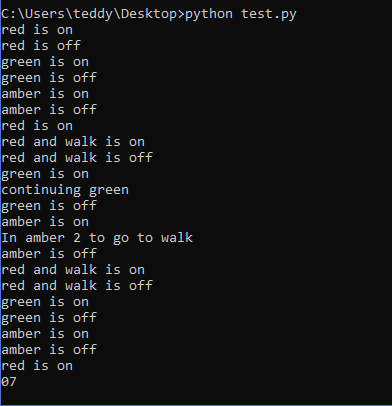 C:\Users\teddy\Desktop>python test.py
red is on
red is off
green is on
green is off
amber is on
amber is off
red is on
red and walk is on
red and walk is off
green is on
continuing green
green is off
amber is on
In amber 2 to go to walk
amber is off
red and walk is on
red and walk is off
green is on
green is off
amber is on
amber is off
red is on
07